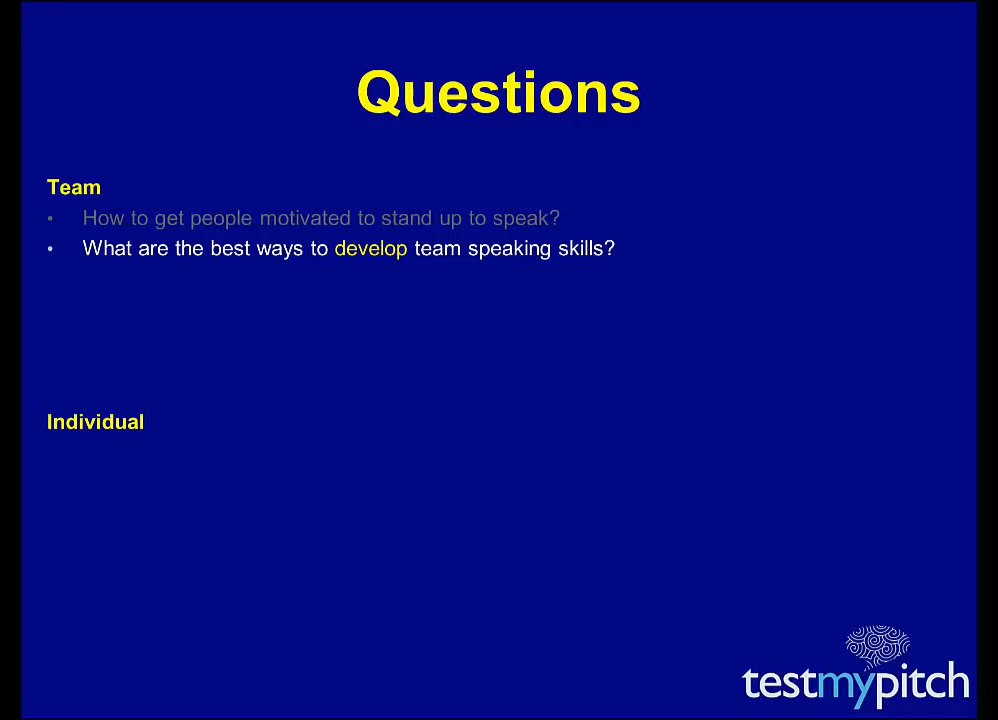 Questions
Team
• How to get people motivated to stand up to speak?
• What are the best ways to develop team speaking skills?
Individual
testmypitch